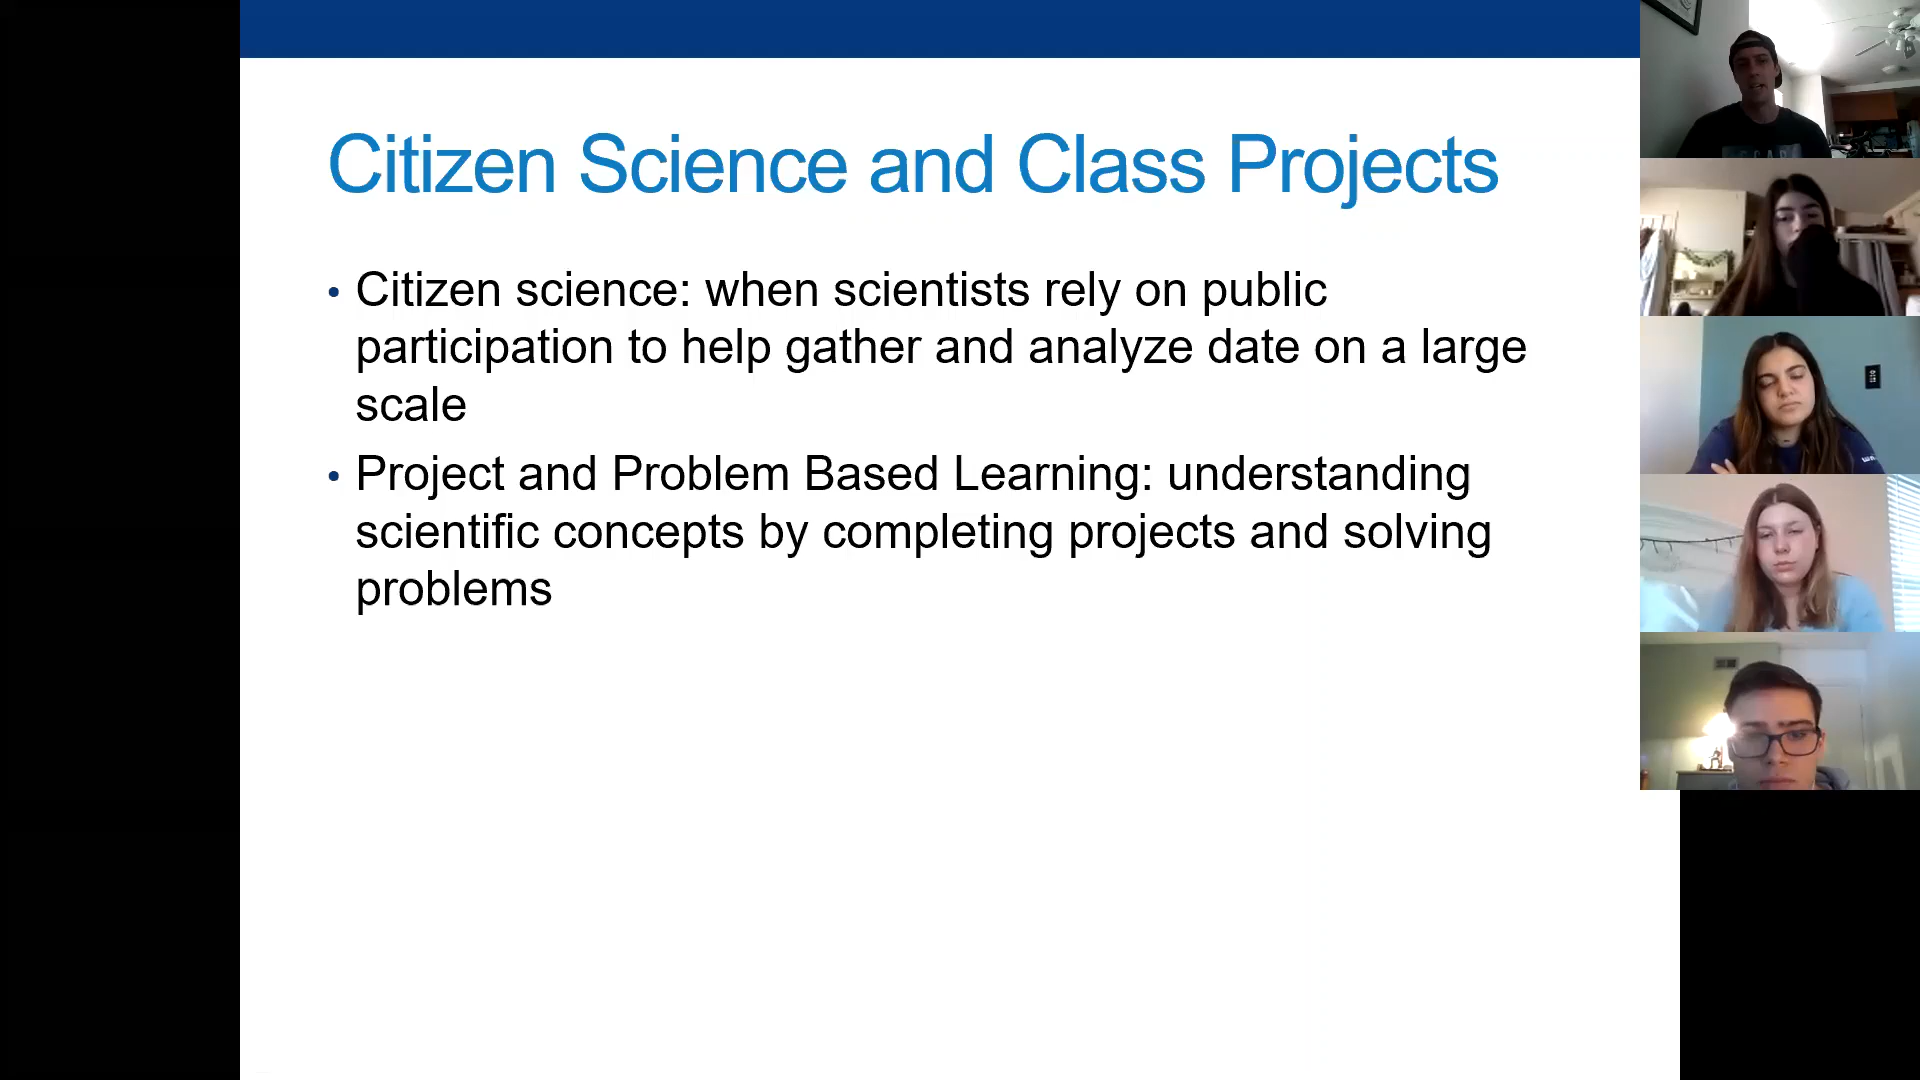 Citizen Science and Class Projects
• Citizen science: when scientists rely on public
participation to help gather and analyze date on a large
scale
• Project and Problem Based Learning: understanding
scientific concepts by completing projects and solving
problems